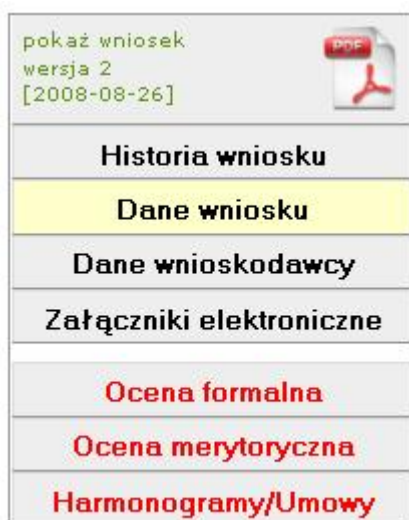 pokaż wniosek
wersja 2
[2008-08-26]
PDF
Historia wniosku
Dane wniosku
Dane wnioskodawcy
Załączniki elektroniczne
Ocena formalna
Ocena merytoryczna
Harmonogramy/Umowy